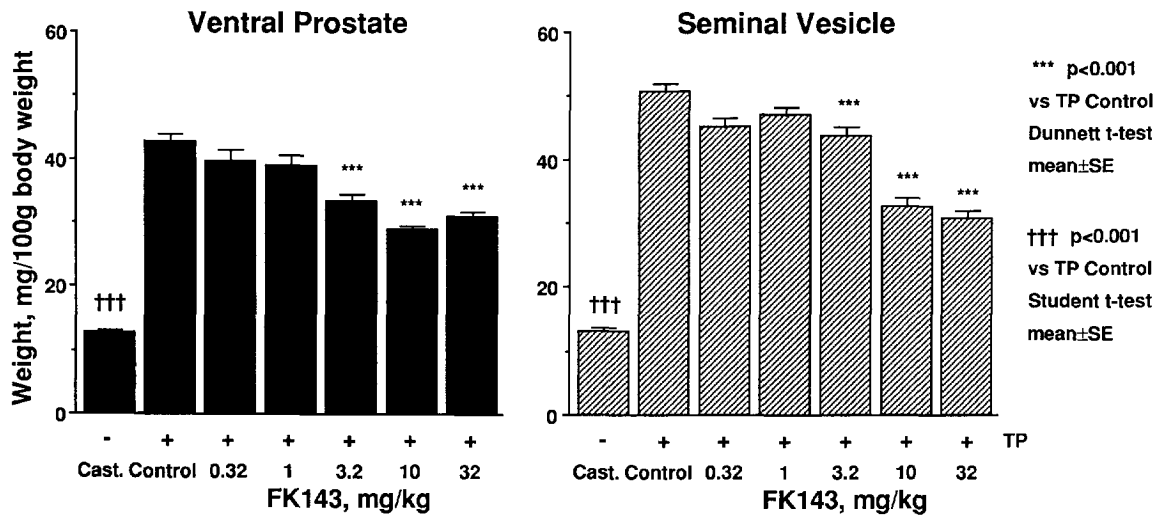 Ventral Prostate
Weight, mg/100g body weight
60
40
20
0
†††
***
***
***
- + + + + + +
Cast. Control 0.32 1 3.2 10 32
FK143, mg/kg
Seminal Vesicle
60
40
20
0
†††
***
***
***
- + + + + + + TP
Cast. Control 0.32 1 3.2 10 32
FK143, mg/kg
*** p<0.001
vs TP Control
Dunnett t-test
mean±SE
††† p<0.001
vs TP Control
Student t-test
mean±SE